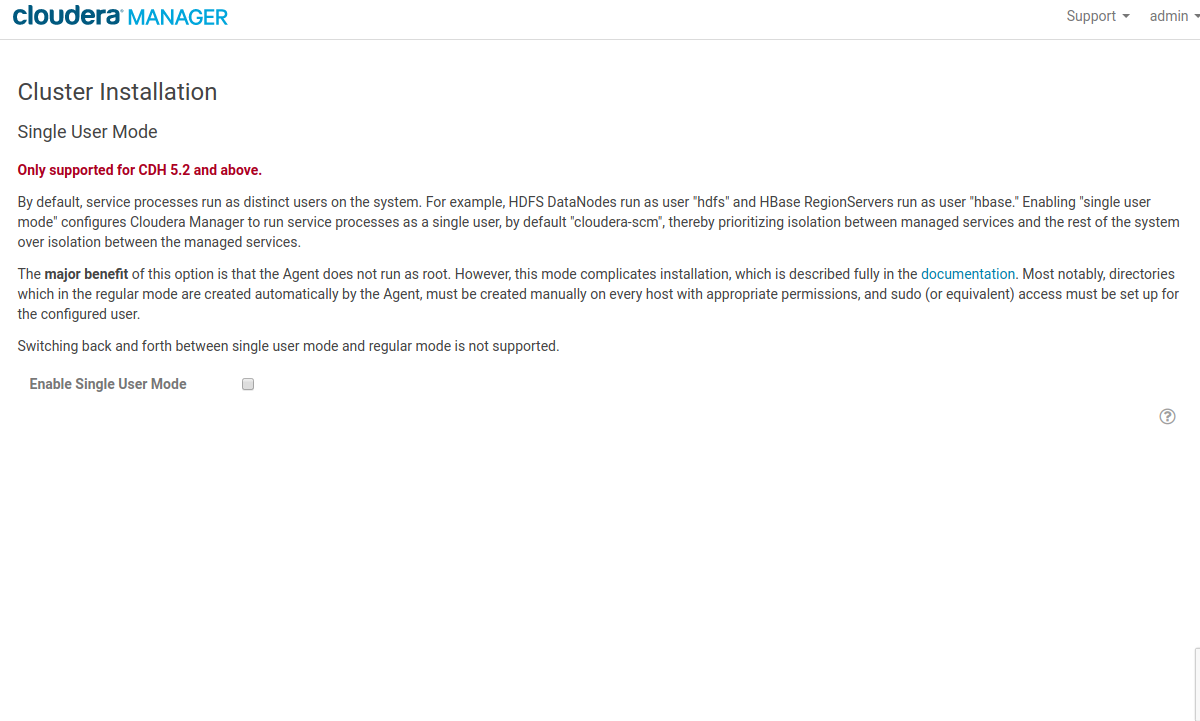 cloudera MANAGER
Support admin
Cluster Installation
Single User Mode
Only supported for CDH 5.2 and above.
By default, service processes run as distinct users on the system. For example, HDFS DataNodes run as user "hdfs" and HBase RegionServers run as user "hbase." Enabling "single user
mode" configures Cloudera Manager to run service processes as a single user, by default "cloudera-scm", thereby prioritizing isolation between managed services and the rest of the system
over isolation between the managed services.
The major benefit of this option is that the Agent does not run as root. However, this mode complicates installation, which is described fully in the documentation. Most notably, directories
which in the regular mode are created automatically by the Agent, must be created manually on every host with appropriate permissions, and sudo (or equivalent) access must be set up for
the configured user.
Switching back and forth between single user mode and regular mode is not supported.
Enable Single User Mode
?